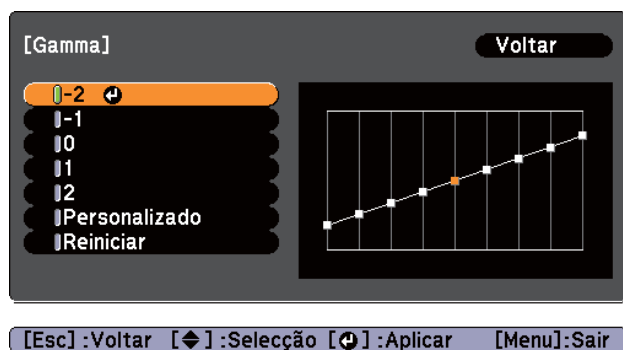 [Gamma] Voltar
-2
-1
0
1
2
Personalizado
Reiniciar
[Esc] :Voltar [◆] :Selecção [↵] :Aplicar [Menu]:Sair